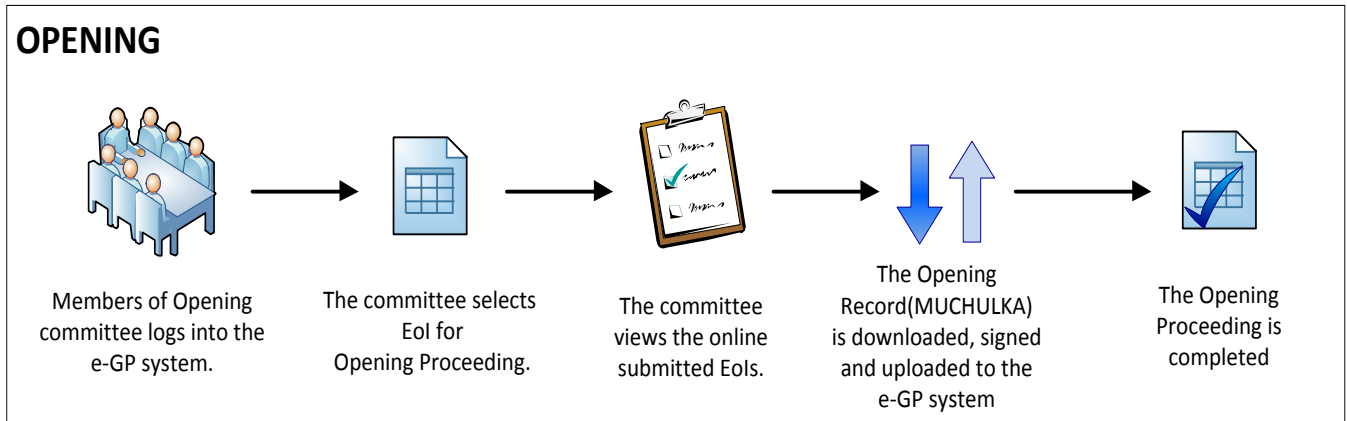 OPENING
Members of Opening
committee logs into the
e-GP system.
The committee selects
EoI for
Opening Proceeding.
The committee
views the online
submitted EoIs.
The Opening
Record(MUCHULKA)
is downloaded, signed
and uploaded to the
e-GP system
The Opening
Proceeding is
completed